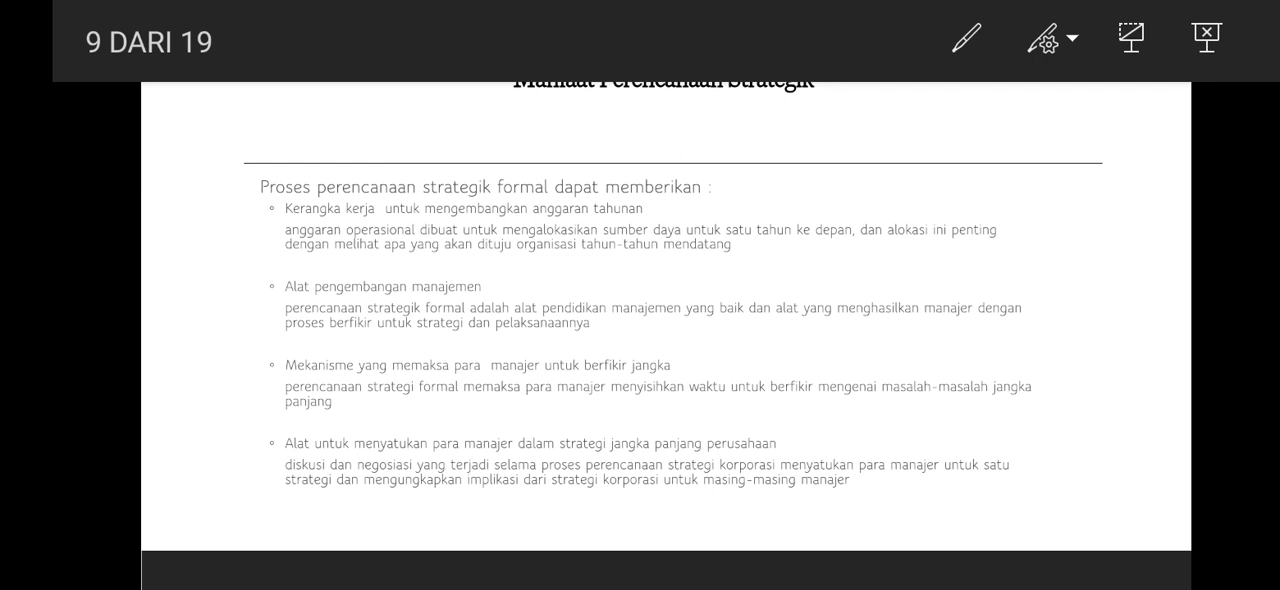 9 DARI 19
Manfaat Perencanaan Strategik
Proses perencanaan strategik formal dapat memberikan :
Kerangka kerja untuk mengembangkan anggaran tahunan
anggaran operasional dibuat untuk mengalokasikan sumber daya untuk satu tahun ke depan, dan alokasi ini penting
dengan melihat apa yang akan dituju organisasi tahun-tahun mendatang
Alat pengembangan manajemen
perencanaan strategik formal adalah alat pendidikan manajemen yang baik dan alat yang menghasilkan manajer dengan
proses berfikir untuk strategi dan pelaksanaannya
Mekanisme yang memaksa para manajer untuk berfikir jangka
perencanaan strategi formal memaksa para manajer menyisihkan waktu untuk berfikir mengenai masalah-masalah jangka
panjang
Alat untuk menyatukan para manajer dalam strategi jangka panjang perusahaan
diskusi dan negosiasi yang terjadi selama proses perencanaan strategi korporasi menyatukan para manajer untuk satu
strategi dan mengungkapkan implikasi dari strategi korporasi untuk masing-masing manajer